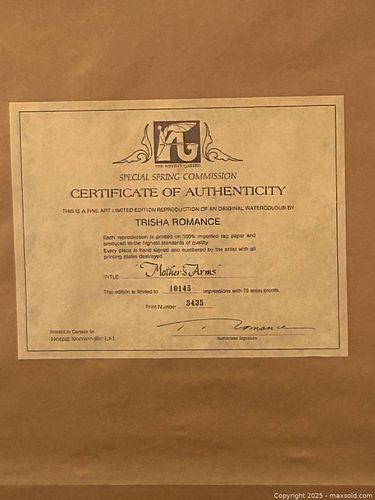 THE ARTIST'S GARDEN
SPECIAL SPRING COMMISSION
CERTIFICATE OF AUTHENTICITY
THIS IS A FINE ART LIMITED EDITION REPRODUCTION OF AN ORIGINAL WATERCOLOUR BY
TRISHA ROMANCE
Each reproduction is printed on 100% imported rag paper and
produced to the highest standards of quality.
Every piece is hand signed and numbered by the artist with all
printing plates destroyed.
TITLE: Mother's Arms
This edition is limited to 10145 impressions with 75 artist proofs.
Print Number 3435
T. Romance
Printed in Canada by
Herzig Somerville Ltd.
Authorized Signature
Copyright 2025 - maxsold.com